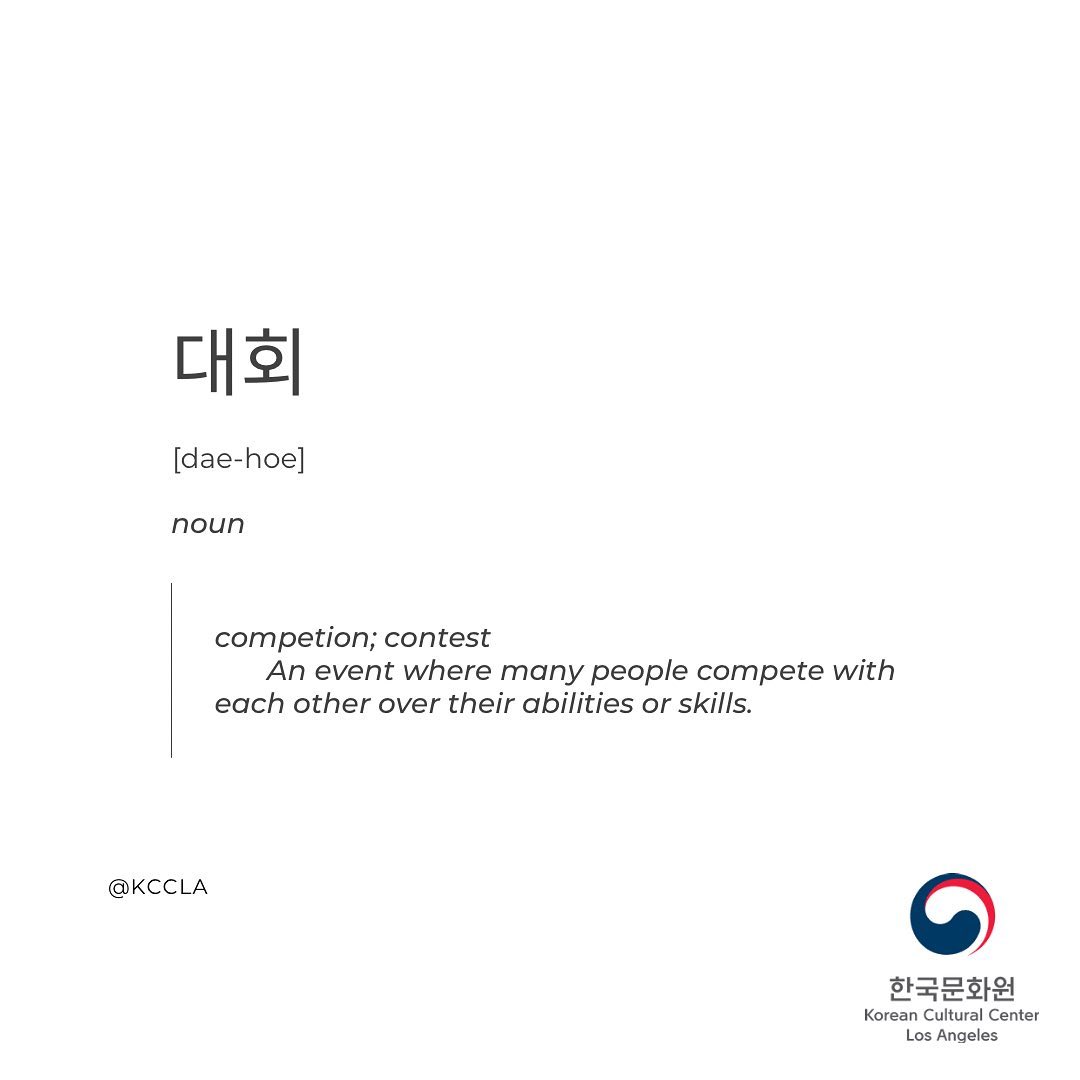 대회
[dae-hoe]
noun
competion; contest
An event where many people compete with
each other over their abilities or skills.
@KCCLA
한국문화원
Korean Cultural Center
Los Angeles